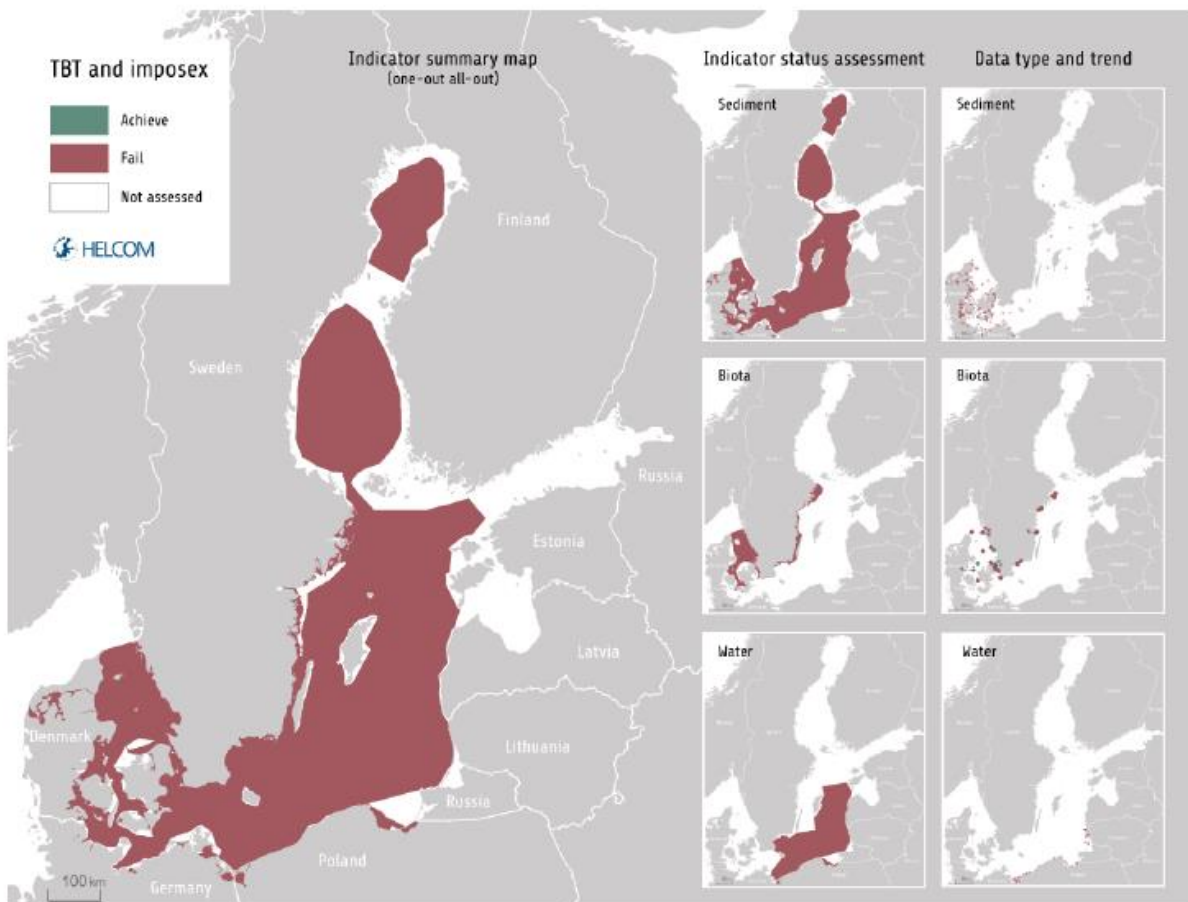 TBT and imposex
Achieve
Fail
Not assessed
HELCOM
Indicator summary map
(one-out all-out)
Finland
Sweden
Russia
Estonia
Latvia
Denmark
Lithuania
Russia
Poland
Germany
100 km
Indicator status assessment
Data type and trend
Sediment
Sediment
Biota
Biota
Water
Water